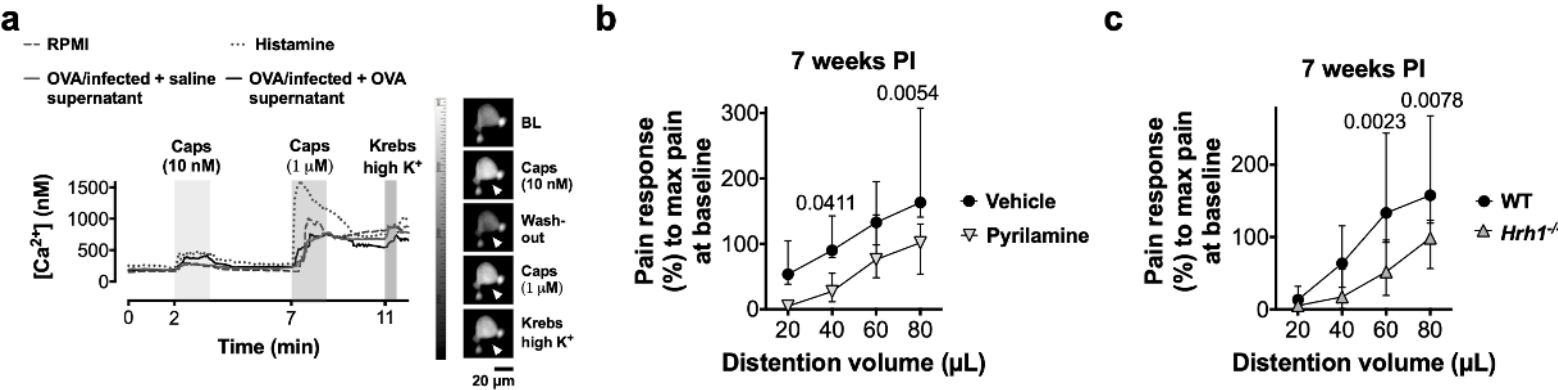 a
RPMI
Histamine
OVA/infected + saline
supernatant
OVA/infected + OVA
supernatant
Caps
(10 nM)
Caps
(1 μM)
Krebs
high K⁺
[Ca²⁺] (nM)
1500
1000
500
0
0
2
7
11
Time (min)
BL
Caps
(10 nM)
Wash-
out
Caps
(1 μM)
Krebs
high K⁺
20 μm
b
7 weeks PI
Pain response
(%) to max pain
at baseline
300
200
100
0
0.0411
0.0054
20
40
60
80
Distention volume (μL)
Vehicle
Pyrilamine
c
7 weeks PI
Pain response
(%) to max pain
at baseline
200
100
0
0.0023
0.0078
20
40
60
80
Distention volume (μL)
WT
Hrh1⁻/⁻